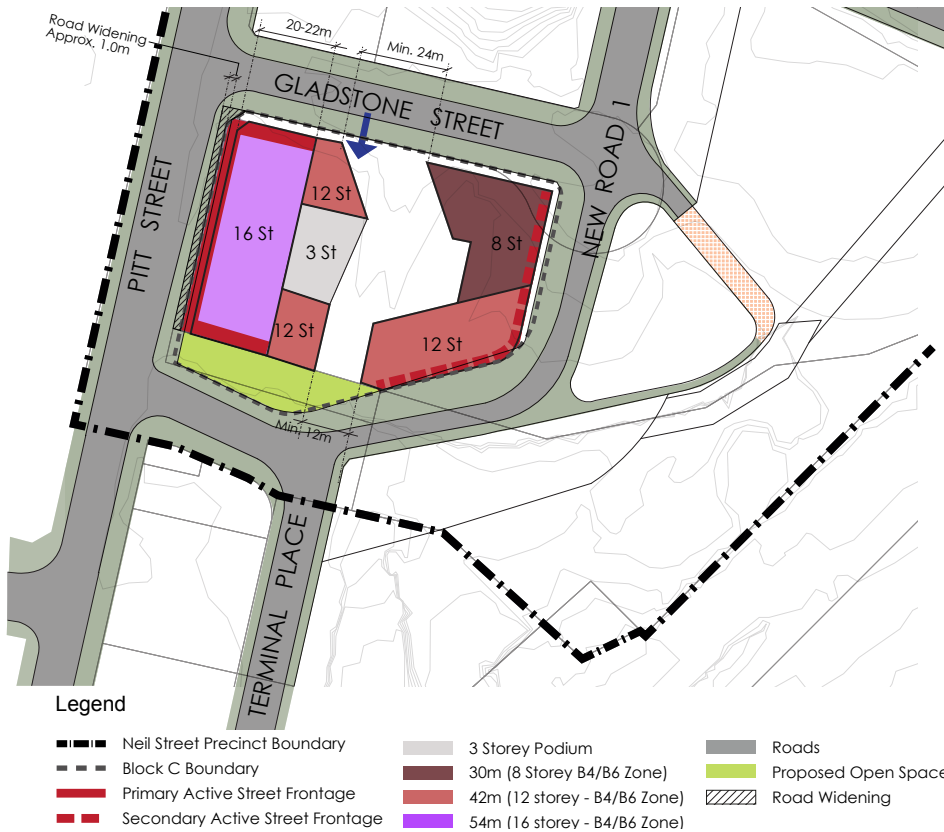 Road Widening
Approx. 1.0m
20-22m
Min. 24m
GLADSTONE STREET
NEW ROAD 1
PITT STREET
12 St
16 St
3 St
8 St
12 St
12 St
Min. 12m
TERMINAL PLACE
Legend
Neil Street Precinct Boundary
Block C Boundary
Primary Active Street Frontage
Secondary Active Street Frontage
3 Storey Podium
30m (8 Storey B4/B6 Zone)
42m (12 storey - B4/B6 Zone)
54m (16 storey - B4/B6 Zone)
Roads
Proposed Open Space
Road Widening